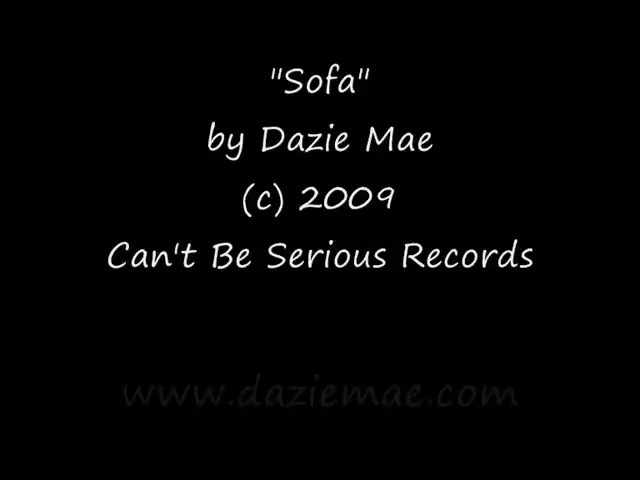 "Sofa"
by Dazie Mae
(c) 2009
Can't Be Serious Records
www.daziemae.com